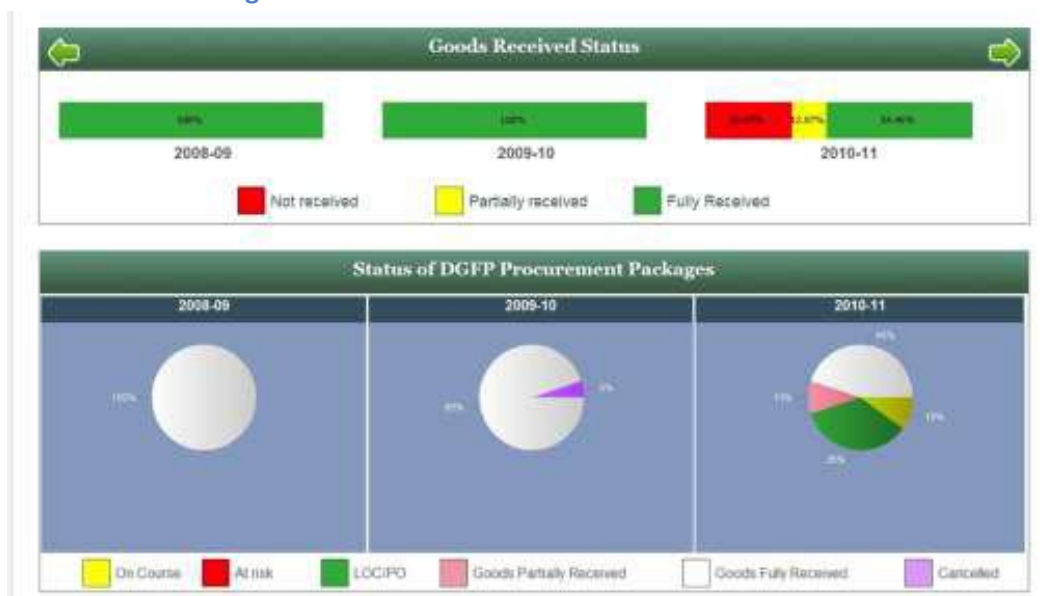 Goods Received Status
100% 100%
2008-09 2009-10 2010-11
Not received Partially received Fully Received
Status of DGFP Procurement Packages
2008-09 2009-10 2010-11
100%
On Course At risk LOC/PO Goods Partially Received Goods Fully Received Cancelled